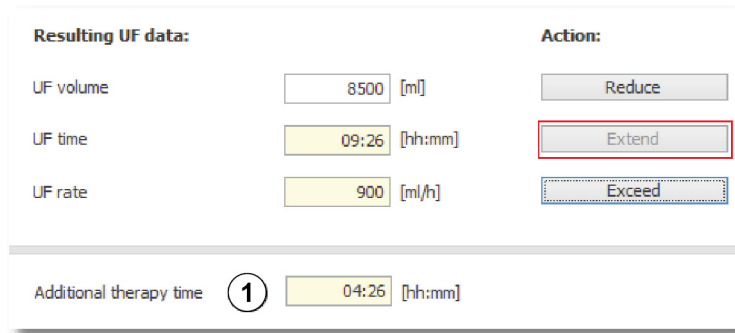 Resulting UF data: Action:
UF volume 8500 [ml] Reduce
UF time 09:26 [hh:mm] Extend
UF rate 900 [ml/h] Exceed
Additional therapy time 1 04:26 [hh:mm]